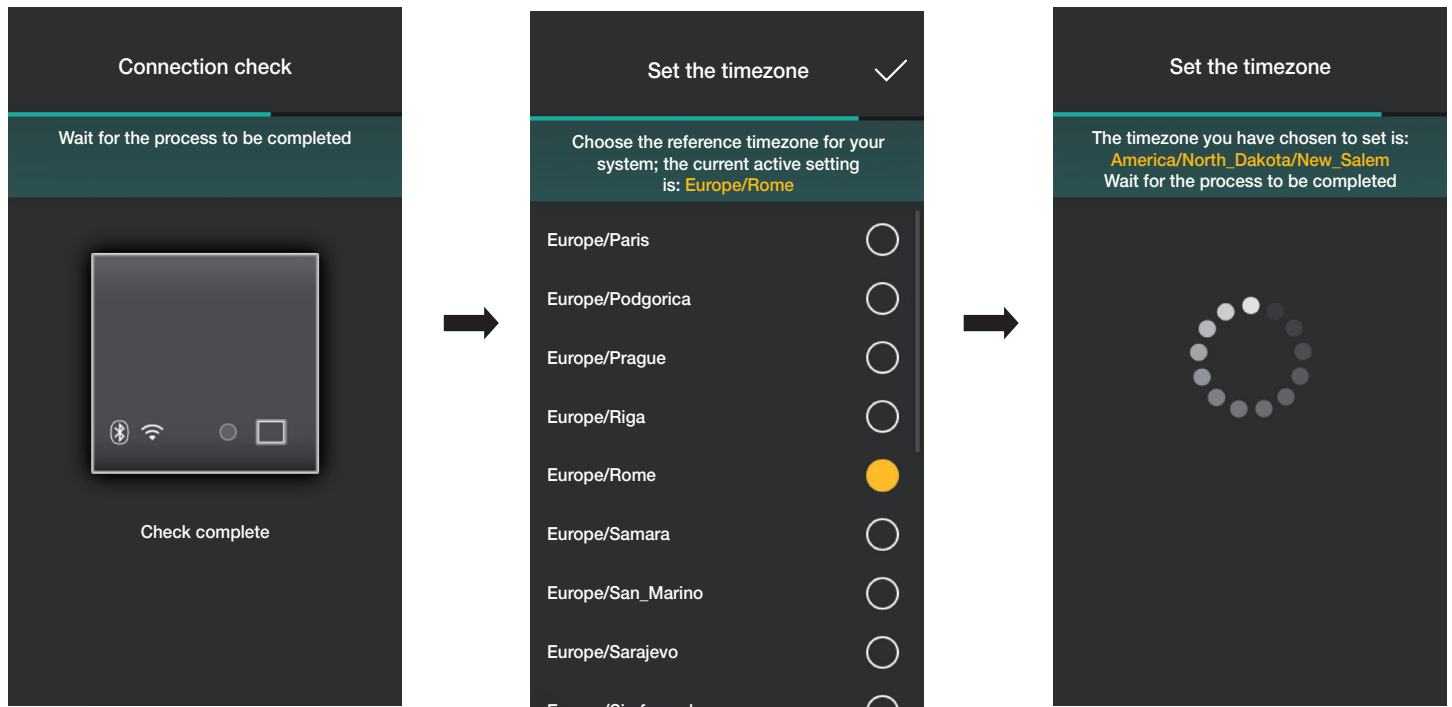 Connection check
Wait for the process to be completed
Check complete
Set the timezone
Choose the reference timezone for your
system; the current active setting
is: Europe/Rome
Europe/Paris
Europe/Podgorica
Europe/Prague
Europe/Riga
Europe/Rome
Europe/Samara
Europe/San_Marino
Europe/Sarajevo
Set the timezone
The timezone you have chosen to set is:
America/North_Dakota/New_Salem
Wait for the process to be completed